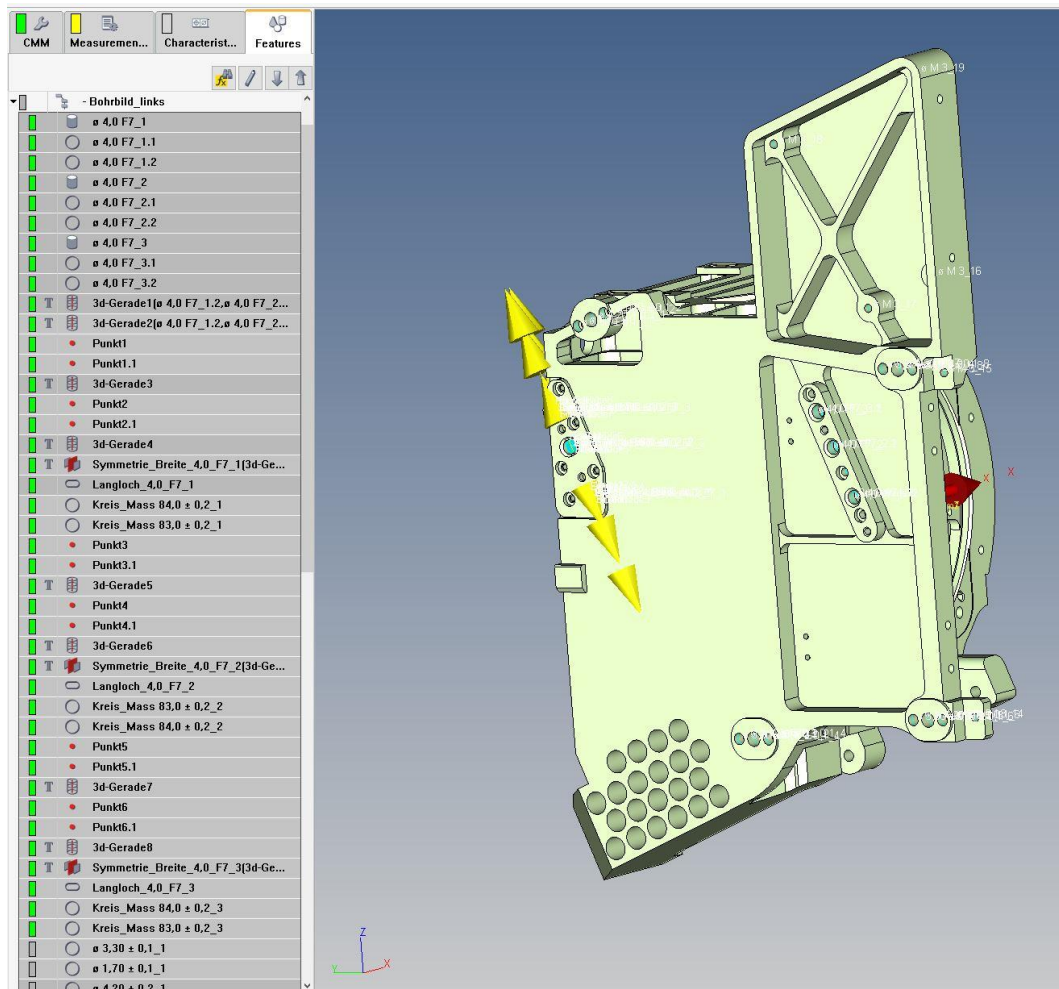 CMM
Measuremen...
Characterist...
Features
- Bohrbild_links
ø 4,0 F7_1
ø 4,0 F7_1.1
ø 4,0 F7_1.2
ø 4,0 F7_2
ø 4,0 F7_2.1
ø 4,0 F7_2.2
ø 4,0 F7_3
ø 4,0 F7_3.1
ø 4,0 F7_3.2
T 3d-Gerade1(ø 4,0 F7_1.2,ø 4,0 F7_2...
T 3d-Gerade2(ø 4,0 F7_1.2,ø 4,0 F7_2...
Punkt1
Punkt1.1
T 3d-Gerade3
Punkt2
Punkt2.1
T 3d-Gerade4
T Symmetrie_Breite_4,0_F7_1(3d-Ge...
Langloch_4,0_F7_1
Kreis_Mass 84,0 ± 0,2_1
Kreis_Mass 83,0 ± 0,2_1
Punkt3
Punkt3.1
T 3d-Gerade5
Punkt4
Punkt4.1
T 3d-Gerade6
T Symmetrie_Breite_4,0_F7_2(3d-Ge...
Langloch_4,0_F7_2
Kreis_Mass 83,0 ± 0,2_2
Kreis_Mass 84,0 ± 0,2_2
Punkt5
Punkt5.1
T 3d-Gerade7
Punkt6
Punkt6.1
T 3d-Gerade8
T Symmetrie_Breite_4,0_F7_3(3d-Ge...
Langloch_4,0_F7_3
Kreis_Mass 84,0 ± 0,2_3
Kreis_Mass 83,0 ± 0,2_3
ø 3,30 ± 0,1_1
ø 1,70 ± 0,1_1
ø 4,20 ± 0,2_1
ø M 3_19
ø M 3_16
X
X
Z
Y
X